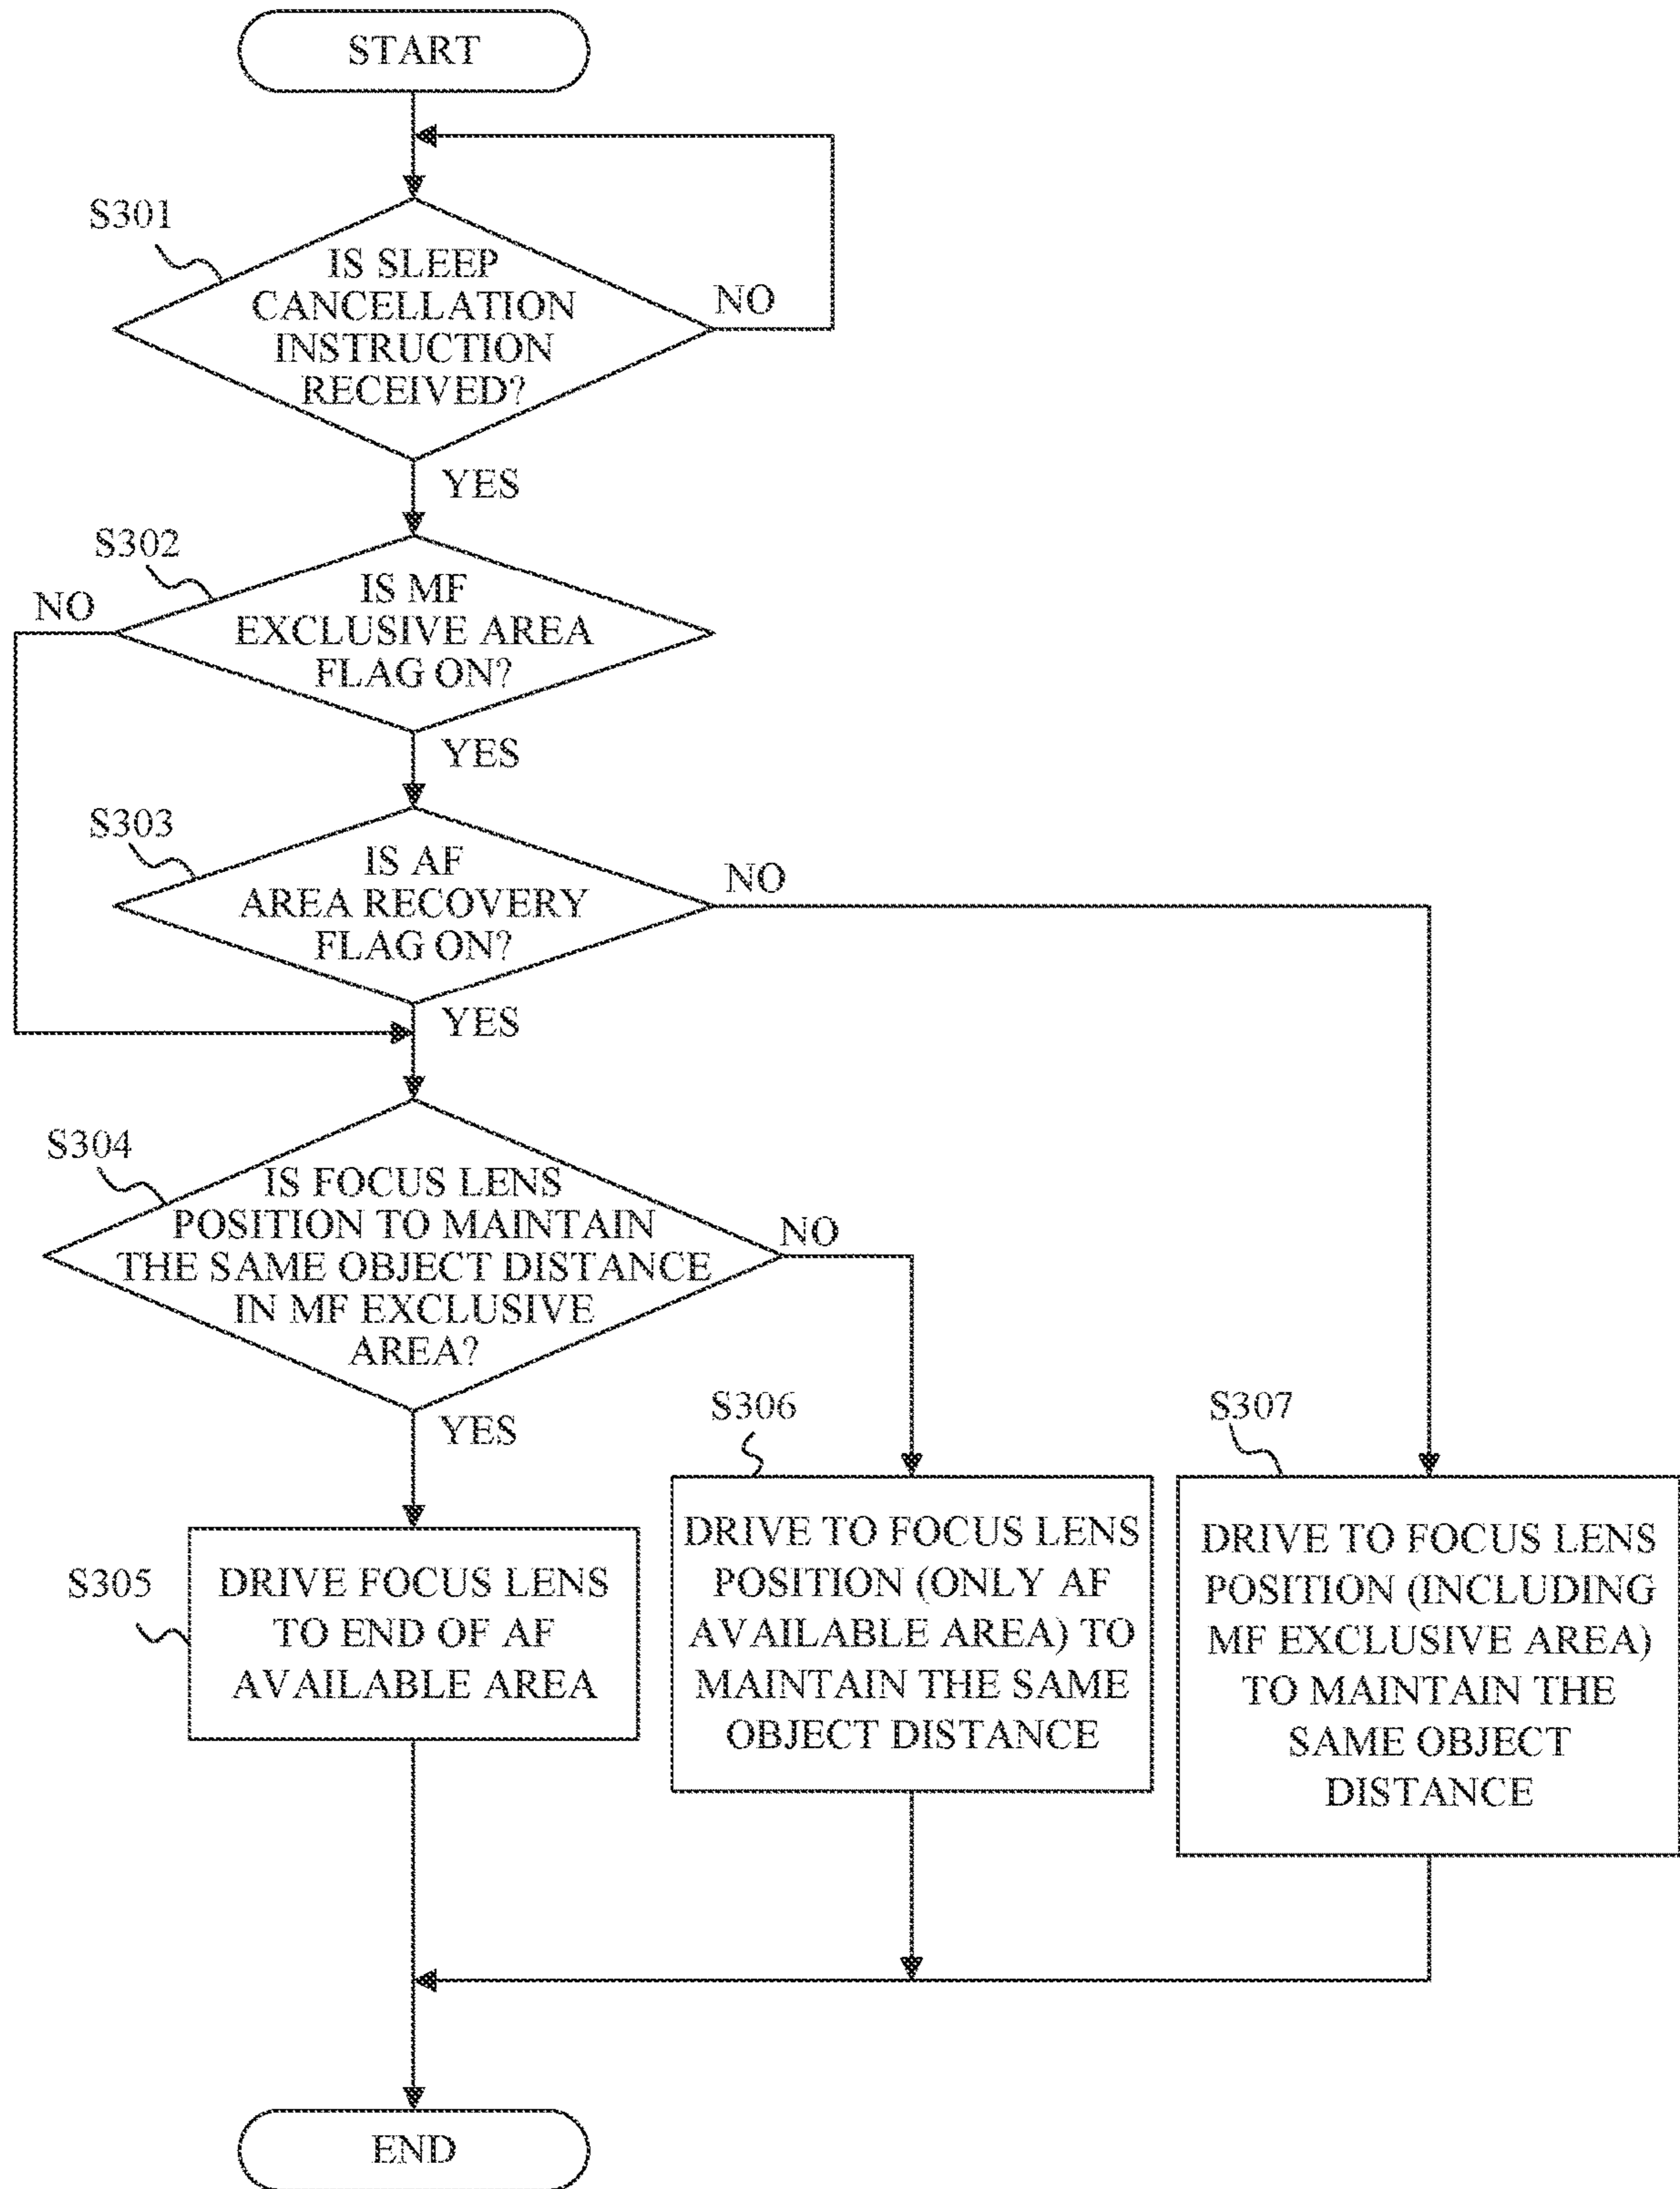 START
S301
IS SLEEP
CANCELLATION
INSTRUCTION
RECEIVED?
NO
YES
S302
NO
IS MF
EXCLUSIVE AREA
FLAG ON?
YES
S303
IS AF
AREA RECOVERY
FLAG ON?
NO
YES
S304
IS FOCUS LENS
POSITION TO MAINTAIN
THE SAME OBJECT DISTANCE
IN MF EXCLUSIVE
AREA?
NO
YES
S305
DRIVE FOCUS LENS
TO END OF AF
AVAILABLE AREA
S306
DRIVE TO FOCUS LENS
POSITION (ONLY AF
AVAILABLE AREA) TO
MAINTAIN THE SAME
OBJECT DISTANCE
S307
DRIVE TO FOCUS LENS
POSITION (INCLUDING
MF EXCLUSIVE AREA)
TO MAINTAIN THE
SAME OBJECT
DISTANCE
END